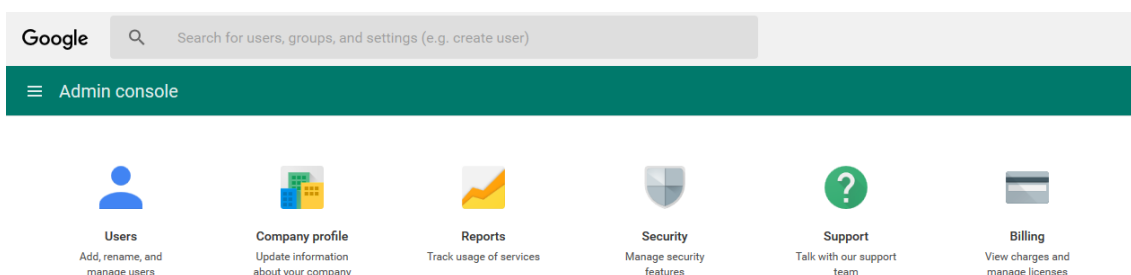 Google
Search for users, groups, and settings (e.g. create user)
Admin console
Users
Add, rename, and
manage users
Company profile
Update information
about your company
Reports
Track usage of services
Security
Manage security
features
Support
Talk with our support
team
Billing
View charges and
manage licenses